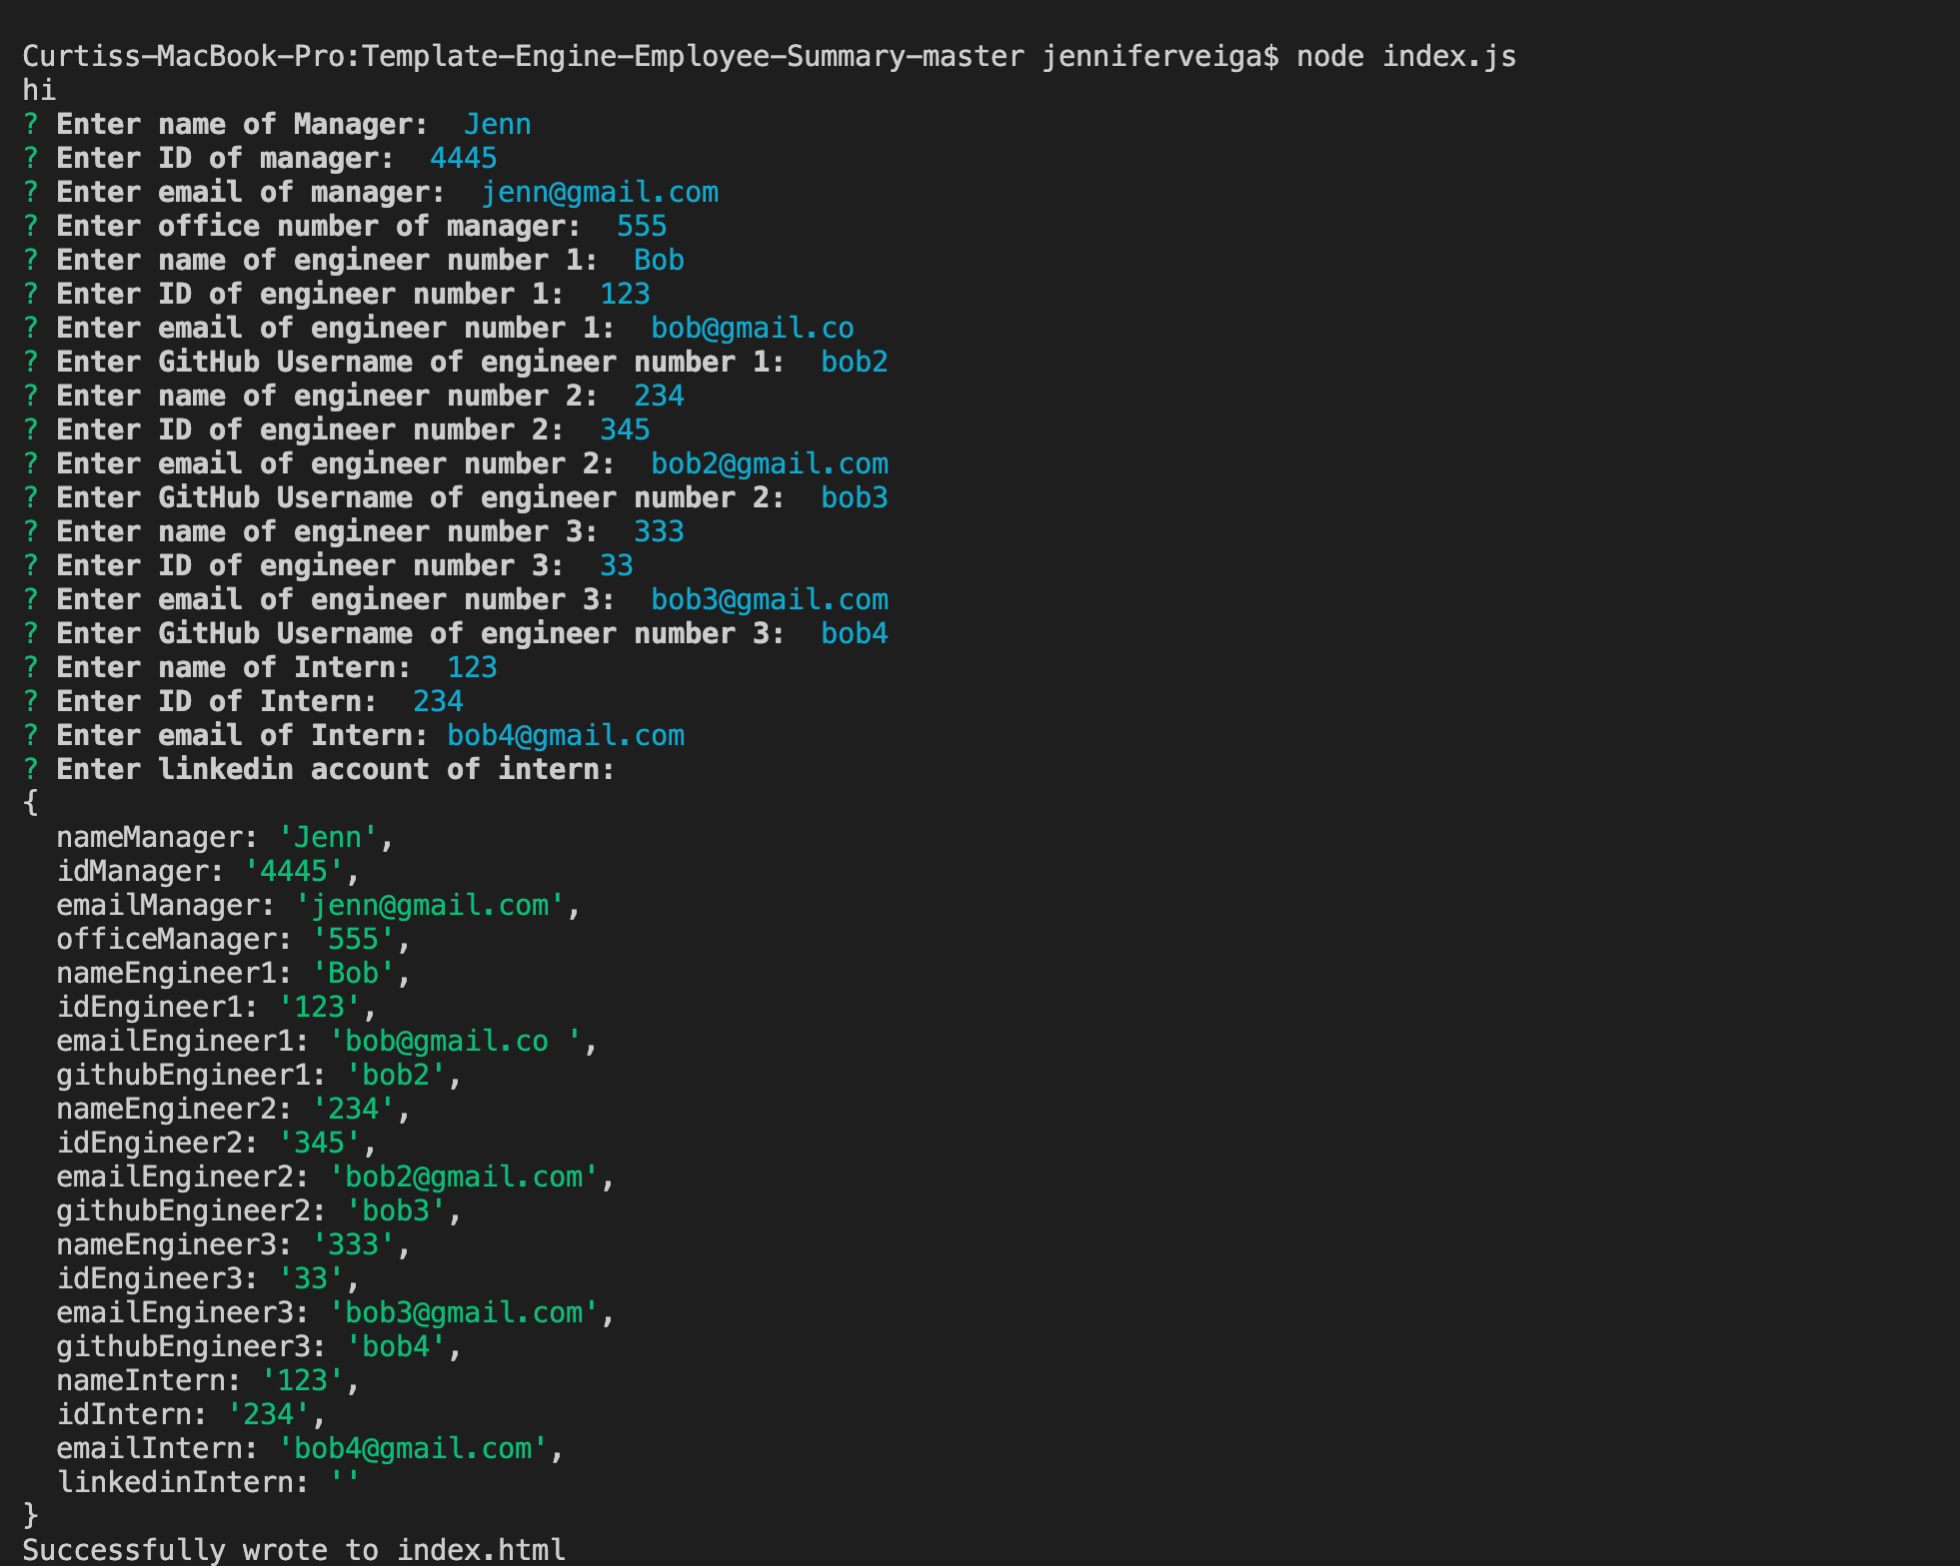 Curtiss-MacBook-Pro:Template-Engine-Employee-Summary-master jenniferveiga$ node index.js
hi
? Enter name of Manager:  Jenn
? Enter ID of manager:  4445
? Enter email of manager:  jenn@gmail.com
? Enter office number of manager:  555
? Enter name of engineer number 1:  Bob
? Enter ID of engineer number 1:  123
? Enter email of engineer number 1:  bob@gmail.co
? Enter GitHub Username of engineer number 1:  bob2
? Enter name of engineer number 2:  234
? Enter ID of engineer number 2:  345
? Enter email of engineer number 2:  bob2@gmail.com
? Enter GitHub Username of engineer number 2:  bob3
? Enter name of engineer number 3:  333
? Enter ID of engineer number 3:  33
? Enter email of engineer number 3:  bob3@gmail.com
? Enter GitHub Username of engineer number 3:  bob4
? Enter name of Intern:  123
? Enter ID of Intern:  234
? Enter email of Intern: bob4@gmail.com
? Enter linkedin account of intern:
{
  nameManager: 'Jenn',
  idManager: '4445',
  emailManager: 'jenn@gmail.com',
  officeManager: '555',
  nameEngineer1: 'Bob',
  idEngineer1: '123',
  emailEngineer1: 'bob@gmail.co ',
  githubEngineer1: 'bob2',
  nameEngineer2: '234',
  idEngineer2: '345',
  emailEngineer2: 'bob2@gmail.com',
  githubEngineer2: 'bob3',
  nameEngineer3: '333',
  idEngineer3: '33',
  emailEngineer3: 'bob3@gmail.com',
  githubEngineer3: 'bob4',
  nameIntern: '123',
  idIntern: '234',
  emailIntern: 'bob4@gmail.com',
  linkedinIntern: ''
}
Successfully wrote to index.html